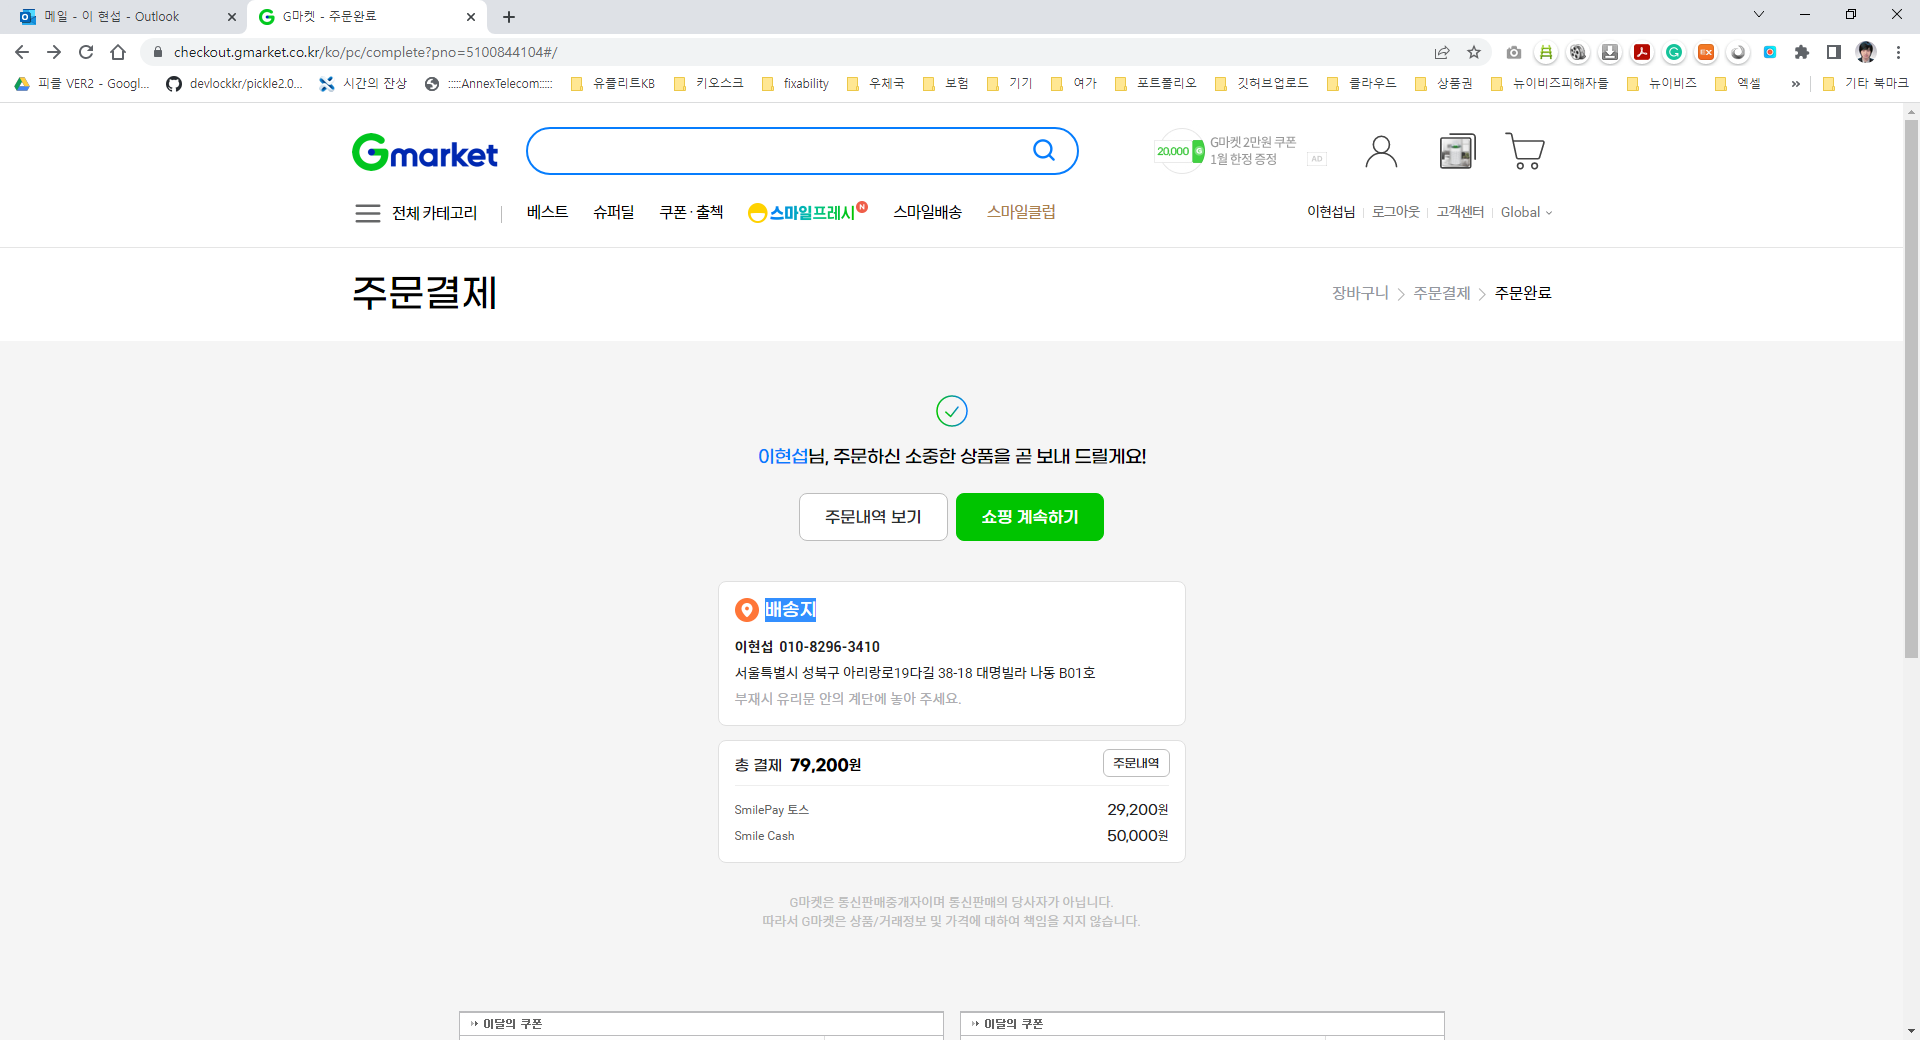 메일 - 이 현섭 - Outlook
G마켓 - 주문완료
checkout.gmarket.co.kr/ko/pc/complete?pno=5100844104#/
피클 VER2 - Googl...
devlockkr/pickle2.0...
시간의 잔상
:::::AnnexTelecom:::::
유플리트KB
키오스크
fixability
우체국
보험
기기
여가
포트폴리오
깃허브업로드
클라우드
상품권
뉴이비즈피해자들
뉴이비즈
엑셀
»
기타 북마크
Gmarket
20,000
G마켓 2만원 쿠폰
1월 한정 증정
AD
전체 카테고리
베스트
슈퍼딜
쿠폰·출첵
스마일프레시 N
스마일배송
스마일클럽
이현섭님
로그아웃
고객센터
Global
주문결제
장바구니 > 주문결제 > 주문완료
이현섭님, 주문하신 소중한 상품을 곧 보내 드릴게요!
주문내역 보기
쇼핑 계속하기
배송지
이현섭 010-8296-3410
서울특별시 성북구 아리랑로19다길 38-18 대명빌라 나동 B01호
부재시 유리문 안의 계단에 놓아 주세요.
총 결제 79,200원
주문내역
SmilePay 토스 29,200원
Smile Cash 50,000원
G마켓은 통신판매중개자이며 통신판매의 당사자가 아닙니다.
따라서 G마켓은 상품/거래정보 및 가격에 대하여 책임을 지지 않습니다.
이달의 쿠폰
이달의 쿠폰